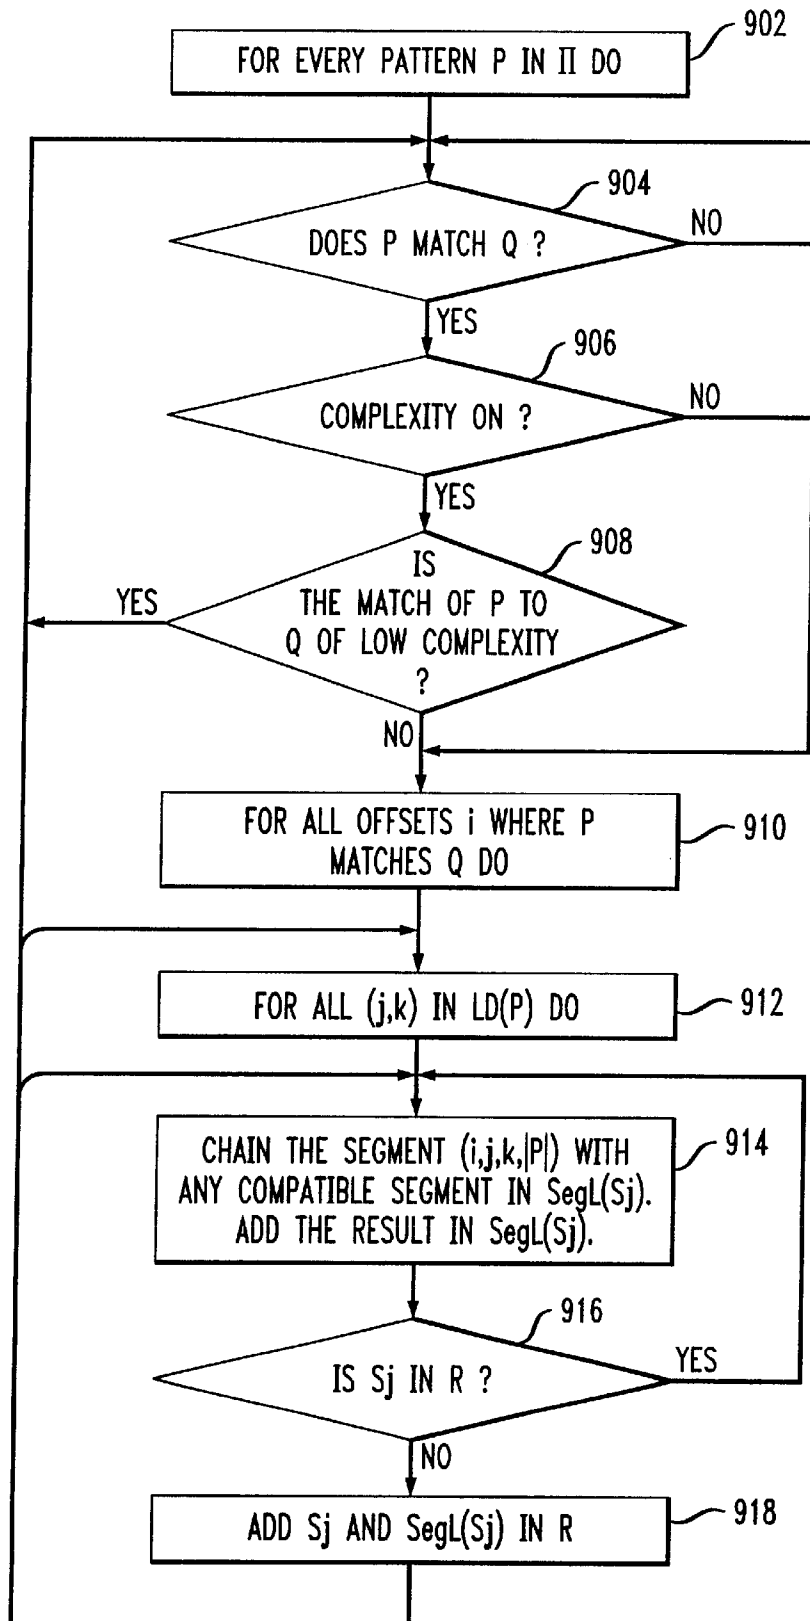 902
FOR EVERY PATTERN P IN Π DO
904
DOES P MATCH Q ?
NO
YES
906
COMPLEXITY ON ?
NO
YES
908
IS
THE MATCH OF P TO
Q OF LOW COMPLEXITY
?
YES
NO
FOR ALL OFFSETS i WHERE P
MATCHES Q DO
910
FOR ALL (j,k) IN LD(P) DO
912
CHAIN THE SEGMENT (i,j,k,|P|) WITH
ANY COMPATIBLE SEGMENT IN SegL(Sj).
ADD THE RESULT IN SegL(Sj).
914
916
IS Sj IN R ?
YES
NO
ADD Sj AND SegL(Sj) IN R
918